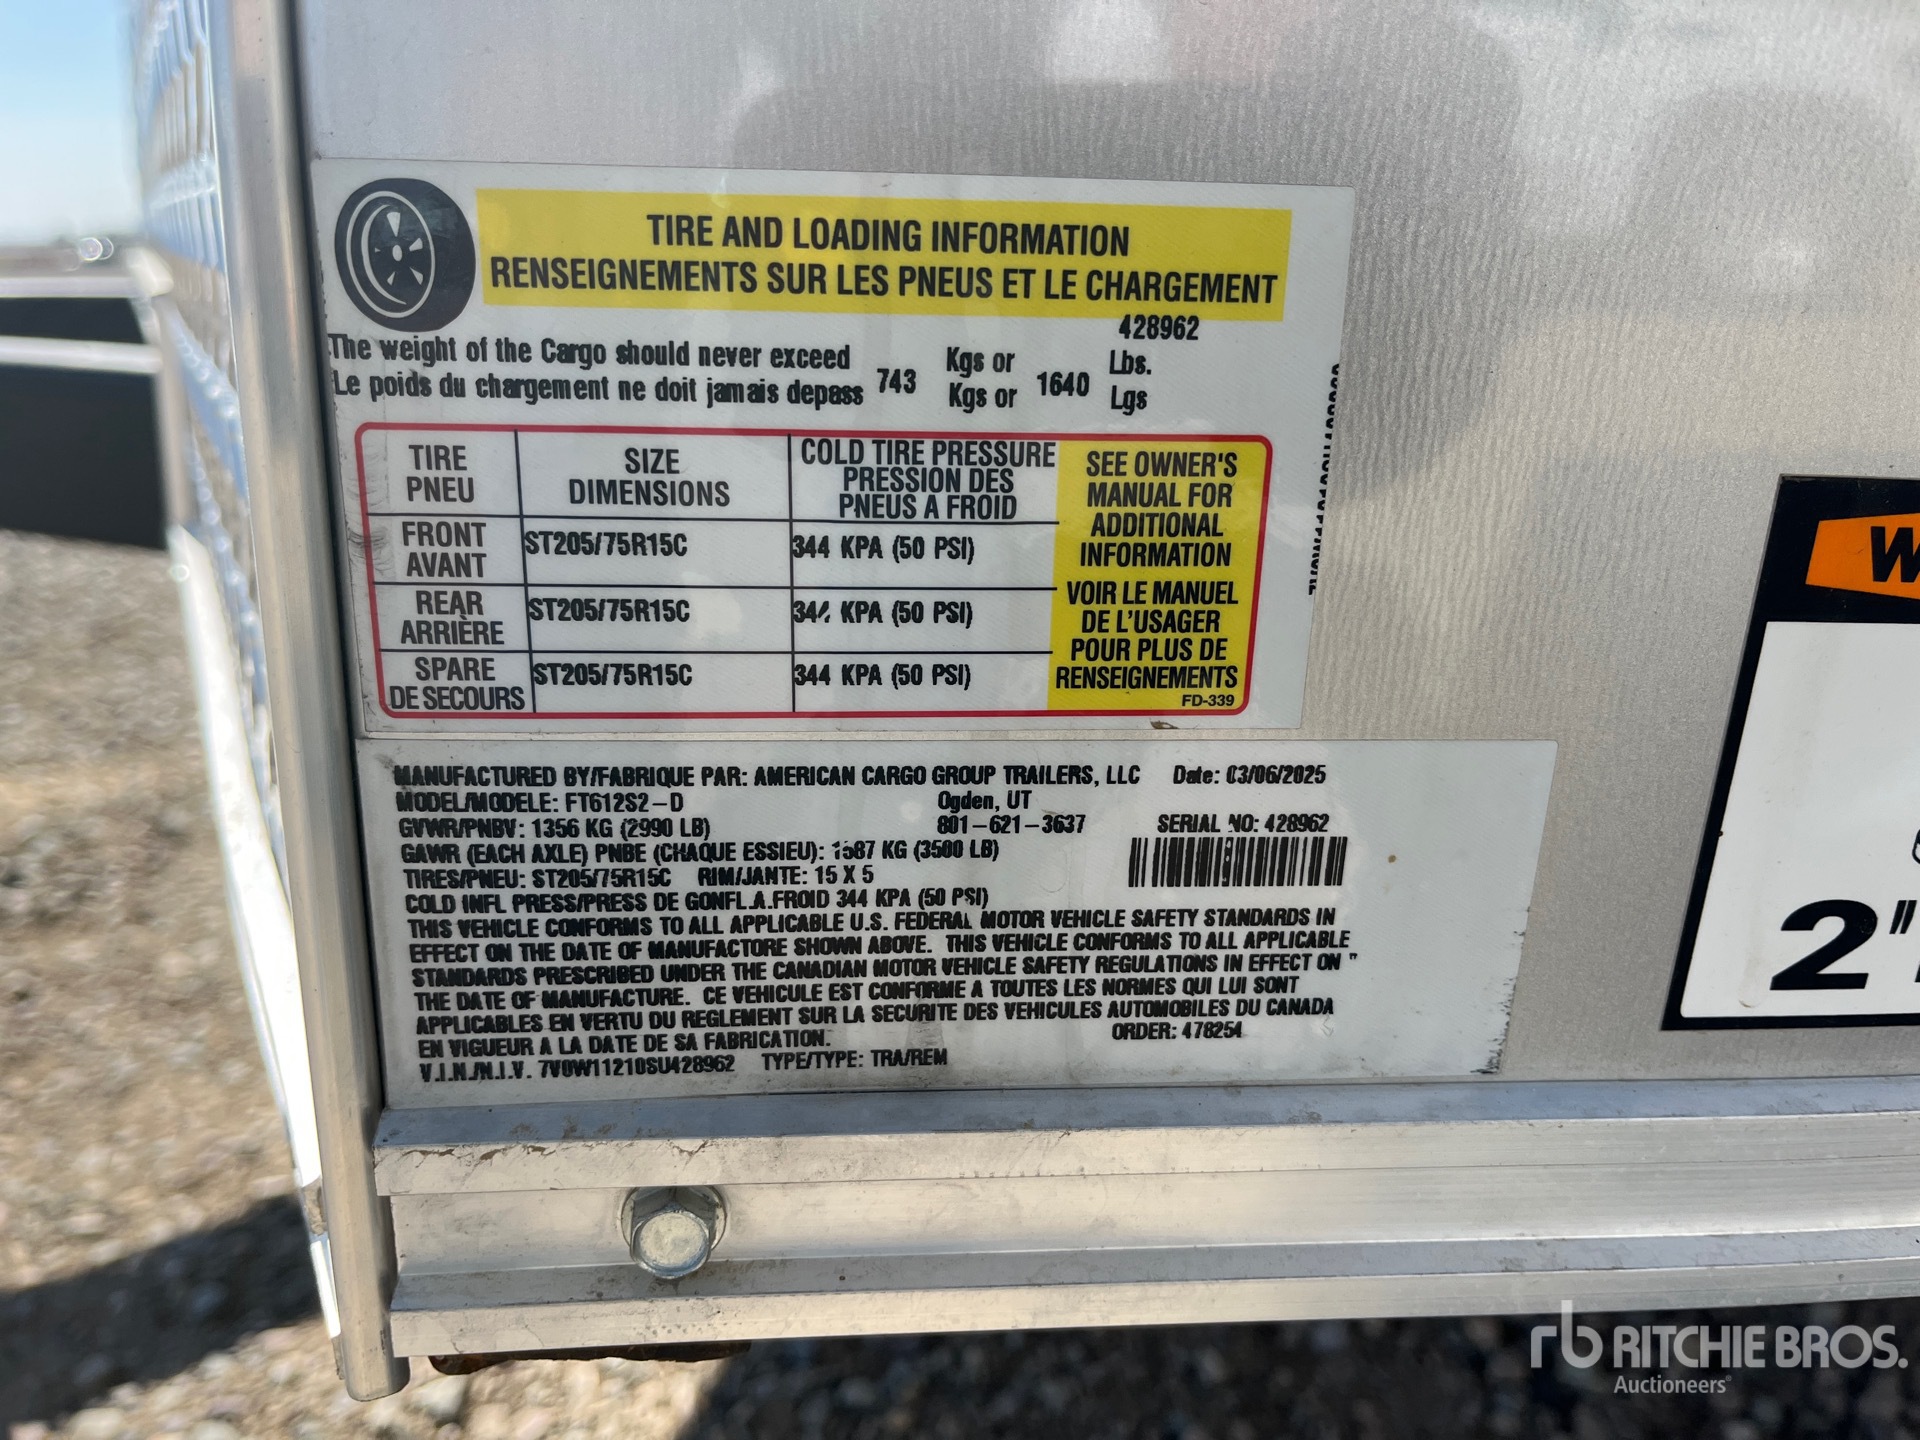 TIRE AND LOADING INFORMATION
RENSEIGNEMENTS SUR LES PNEUS ET LE CHARGEMENT
428962
The weight of the Cargo should never exceed 743 Kgs or 1640 Lbs.
Le poids du chargement ne doit jamais depass Kgs or Lgs
TIRE PNEU
SIZE DIMENSIONS
COLD TIRE PRESSURE
PRESSION DES
PNEUS A FROID
FRONT AVANT ST205/75R15C 344 KPA (50 PSI)
REAR ARRIÈRE ST205/75R15C 344 KPA (50 PSI)
SPARE DE SECOURS ST205/75R15C 344 KPA (50 PSI)
SEE OWNER'S
MANUAL FOR
ADDITIONAL
INFORMATION
VOIR LE MANUEL
DE L'USAGER
POUR PLUS DE
RENSEIGNEMENTS
FD-339
MANUFACTURED BY/FABRIQUE PAR: AMERICAN CARGO GROUP TRAILERS, LLC Date: 03/06/2025
MODEL/MODELE: FT612S2-D Ogden, UT
GVWR/PNBV: 1356 KG (2990 LB) 801-621-3637 SERIAL NO: 428962
GAWR (EACH AXLE) PNBE (CHAQUE ESSIEU): 1587 KG (3500 LB)
TIRES/PNEU: ST205/75R15C RIM/JANTE: 15 X 5
COLD INFL PRESS/PRESS DE GONFL.A.FROID 344 KPA (50 PSI)
THIS VEHICLE CONFORMS TO ALL APPLICABLE U.S. FEDERAL MOTOR VEHICLE SAFETY STANDARDS IN
EFFECT ON THE DATE OF MANUFACTORE SHOWN ABOVE. THIS VEHICLE CONFORMS TO ALL APPLICABLE
STANDARDS PRESCRIBED UNDER THE CANADIAN MOTOR VEHICLE SAFETY REGULATIONS IN EFFECT ON "
THE DATE OF MANUFACTURE. CE VEHICULE EST CONFORME A TOUTES LES NORMES QUI LUI SONT
APPLICABLES EN VERTU DU REGLEMENT SUR LA SECURITE DES VEHICULES AUTOMOBILES DU CANADA
EN VIGUEUR A LA DATE DE SA FABRICATION. ORDER: 478254
V.I.N./N.I.V. 7V0W11210SU428962 TYPE/TYPE: TRA/REM
2"
rb RITCHIE BROS.
Auctioneers